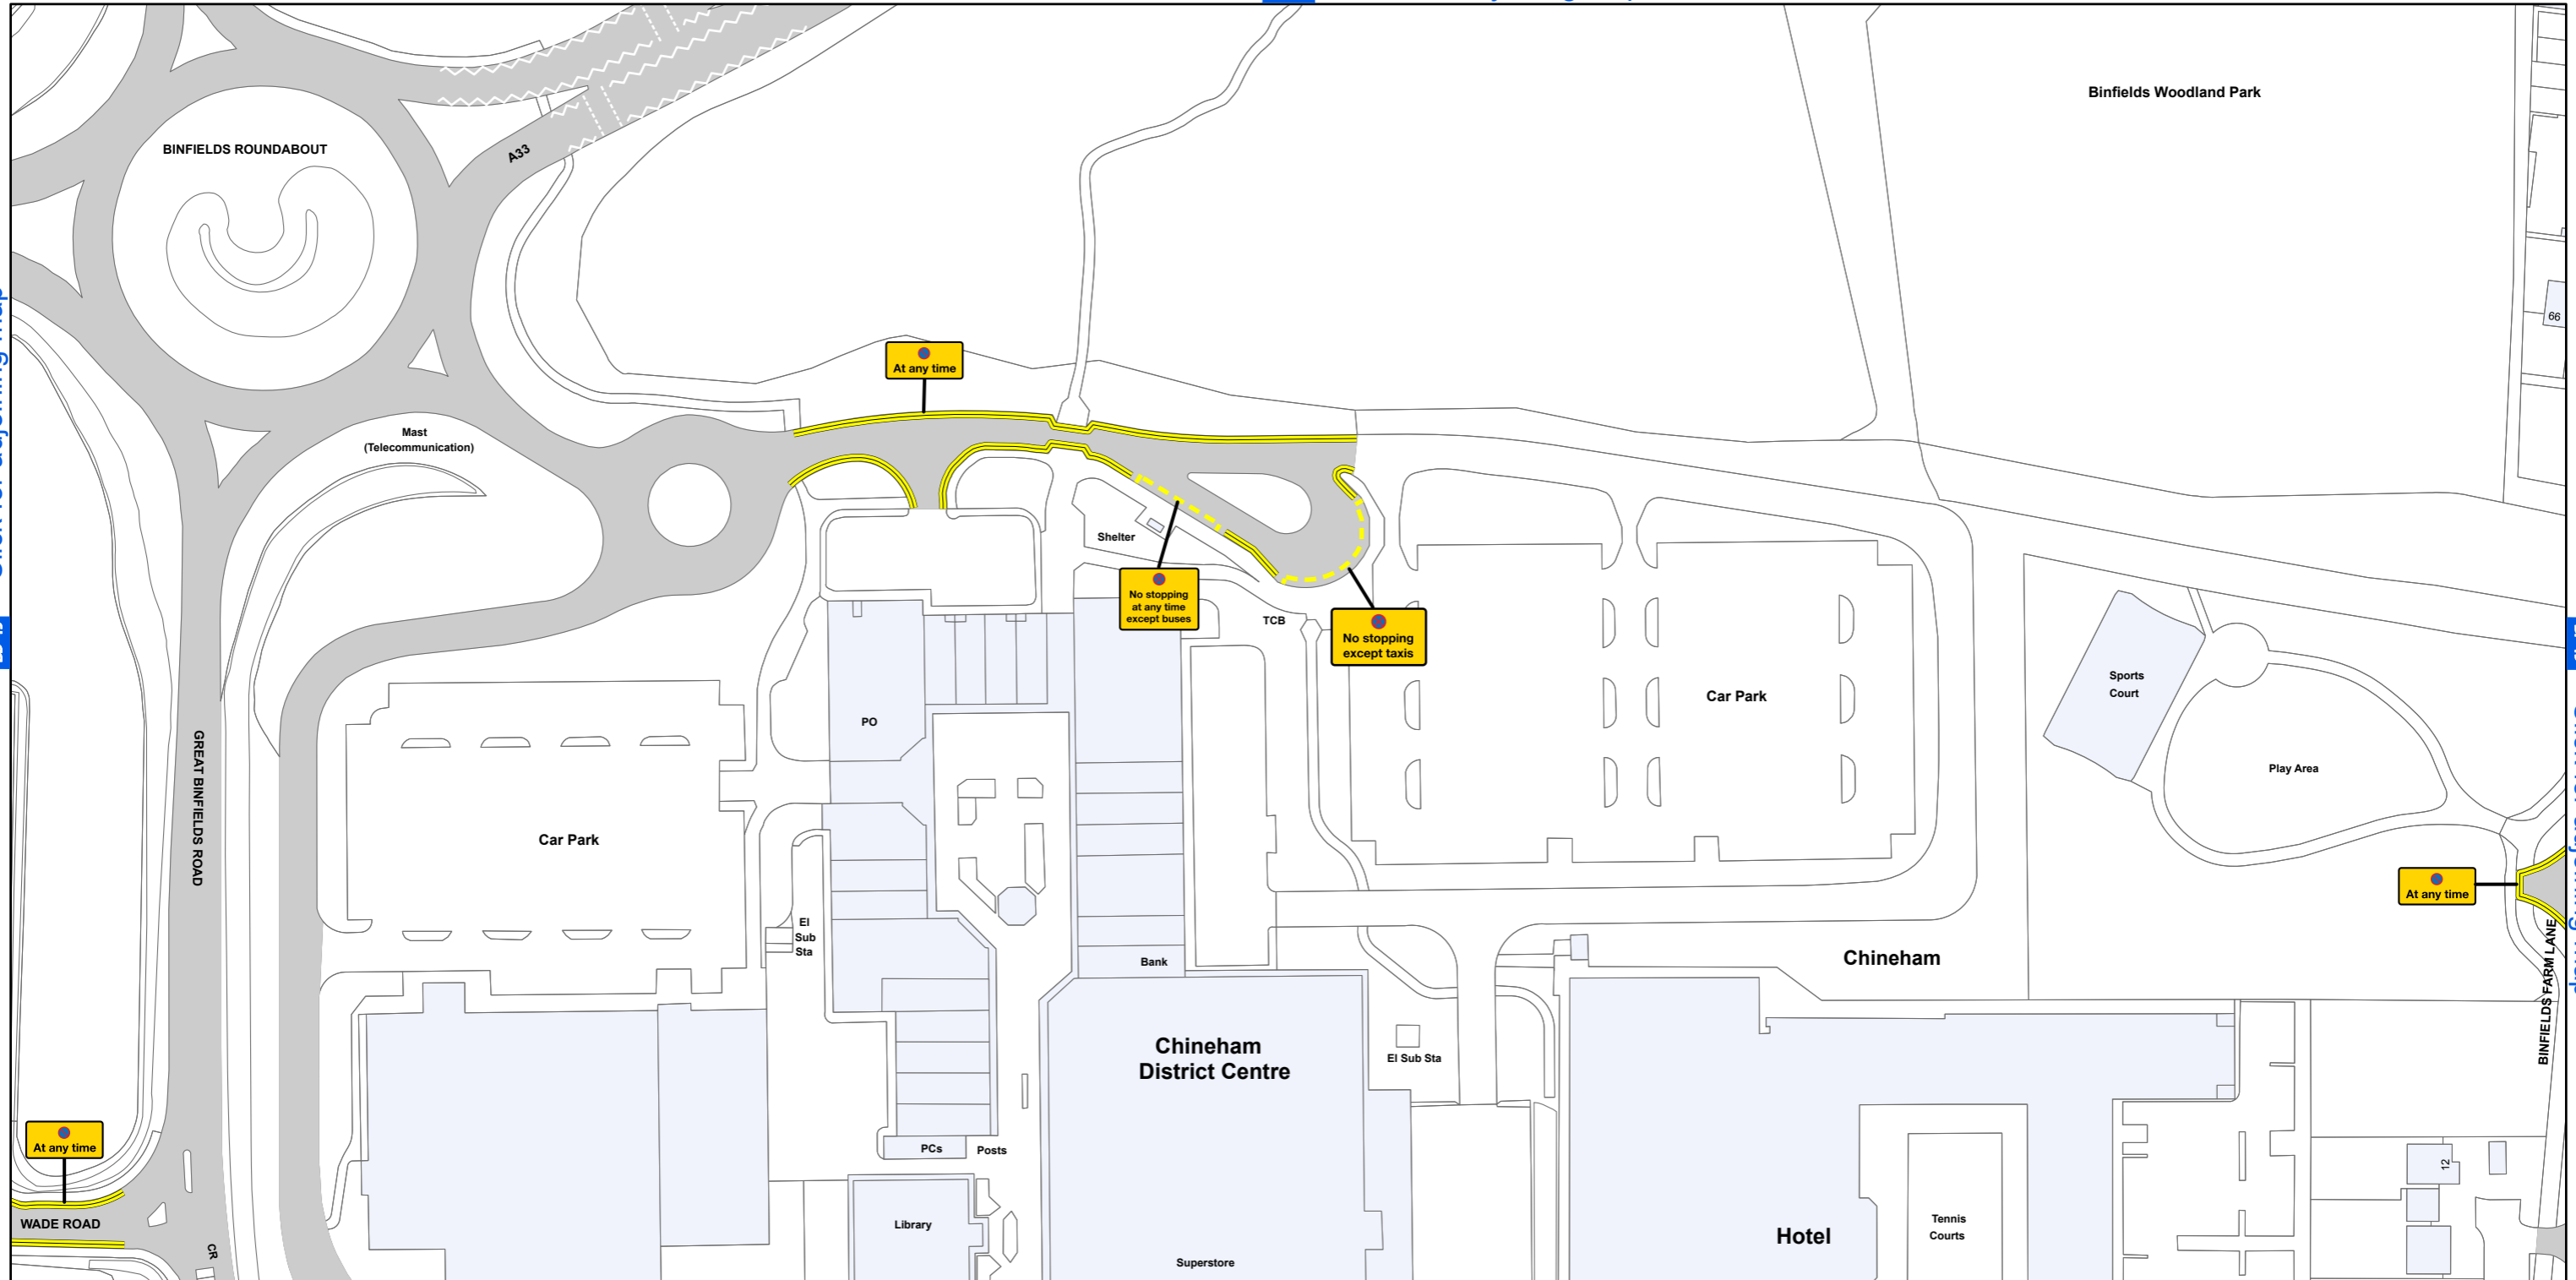 Binfields Woodland Park
BINFIELDS ROUNDABOUT
A33
66
At any time
Mast
(Telecommunication)
Shelter
No stopping
at any time
except buses
TCB
No stopping
except taxis
Sports
Court
Car Park
PO
Play Area
GREAT BINFIELDS ROAD
Car Park
At any time
El
Sub
Sta
Bank
Chineham
BINFIELDS FARM LANE
Chineham
District Centre
El Sub Sta
At any time
PCs
Posts
12
WADE ROAD
Library
Tennis
Courts
Hotel
CR
Superstore